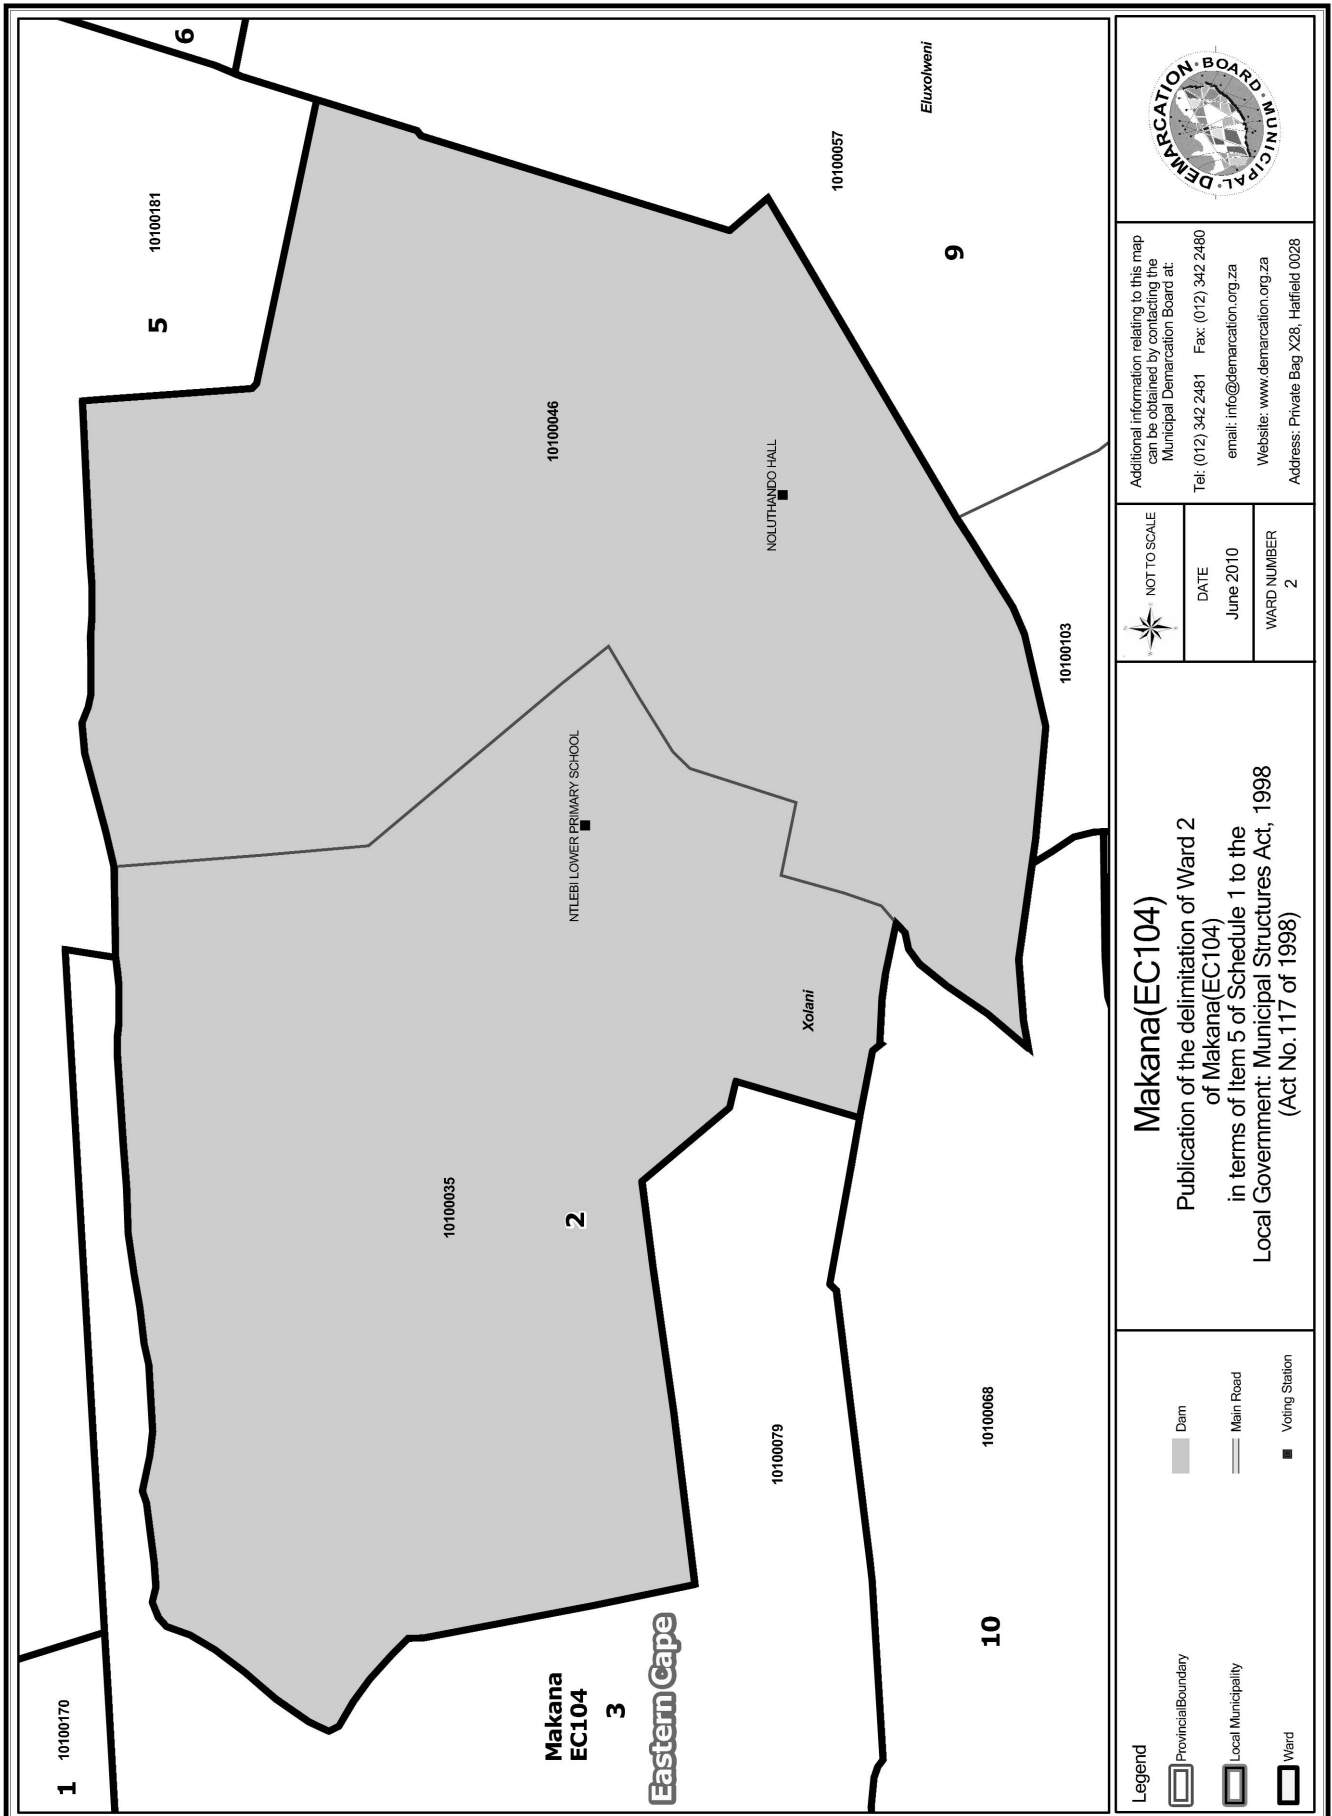 1
10100170
5
10100181
6
10100046
10100057
Eluxolweni
9
NOLUTHANDO HALL
NTLEBI LOWER PRIMARY SCHOOL
10100035
2
Xolani
10100103
Makana
EC104
3
Eastern Cape
10100079
10100068
10
Legend
ProvincialBoundary
Local Municipality
Ward
Dam
Main Road
Voting Station
Makana(EC104)
Publication of the delimitation of Ward 2
of Makana(EC104)
in terms of Item 5 of Schedule 1 to the
Local Government: Municipal Structures Act, 1998
(Act No.117 of 1998)
NOT TO SCALE
DATE
June 2010
WARD NUMBER
2
Additional information relating to this map
can be obtained by contacting the
Municipal Demarcation Board at:
Tel: (012) 342 2481 Fax: (012) 342 2480
email: info@demarcation.org.za
Website: www.demarcation.org.za
Address: Private Bag X28, Hatfield 0028
MUNICIPAL · DEMARCATION · BOARD ·